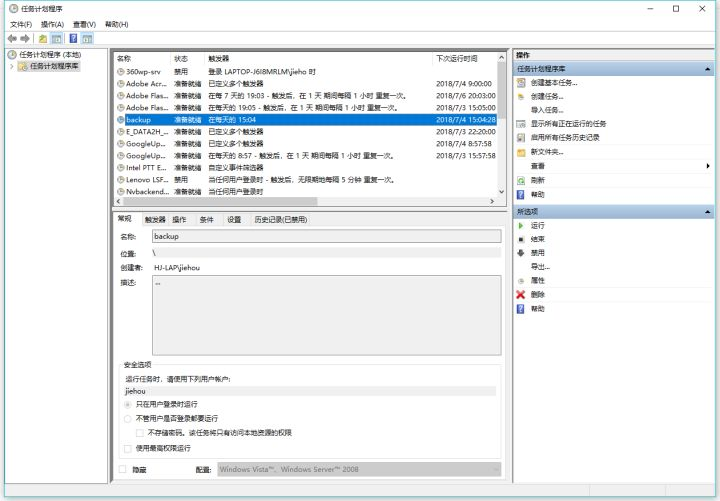 任务计划程序
文件(F) 操作(A) 查看(V) 帮助(H)
任务计划程序 (本地)
任务计划程序库
名称 状态 触发器 下次运行时间
360wp-srv 禁用 登录 LAPTOP-J6I8MRLM\jieho 时
Adobe Acr... 准备就绪 已定义多个触发器 2018/7/4 9:00:00
Adobe Flas... 准备就绪 在每 7 天的 19:03 - 触发后，在 1 天 期间每隔 1 小时 重复一次。 2018/7/6 20:03:00
Adobe Flas... 准备就绪 在每天的 19:05 - 触发后，在 1 天 期间每隔 1 小时 重复一次。 2018/7/3 15:05:00
backup 准备就绪 在每天的 15:04 2018/7/4 15:04:28
E_DATA2H_... 准备就绪 已定义多个触发器 2018/7/3 22:20:00
GoogleUp... 准备就绪 已定义多个触发器 2018/7/4 8:57:58
GoogleUp... 准备就绪 在每天的 8:57 - 触发后，在 1 天 期间每隔 1 小时 重复一次。 2018/7/3 15:57:58
Intel PTT E... 准备就绪 自定义事件筛选器
Lenovo LSF... 禁用 当任何用户登录时 - 触发后，无限期地每隔 5 分钟 重复一次。
Nvbackend... 准备就绪 当任何用户登录时
常规 触发器 操作 条件 设置 历史记录(已禁用)
名称: backup
位置: \
创建者: HJ-LAP\jiehou
描述: ...
安全选项
运行任务时，请使用下列用户帐户:
jiehou
只在用户登录时运行
不管用户是否登录都要运行
不存储密码。该任务将只有访问本地资源的权限
使用最高权限运行
隐藏 配置: Windows Vista™、Windows Server™ 2008
操作
任务计划程序库
创建基本任务...
创建任务...
导入任务...
显示所有正在运行的任务
启用所有任务历史记录
新文件夹...
查看
刷新
帮助
所选项
运行
结束
禁用
导出...
属性
删除
帮助